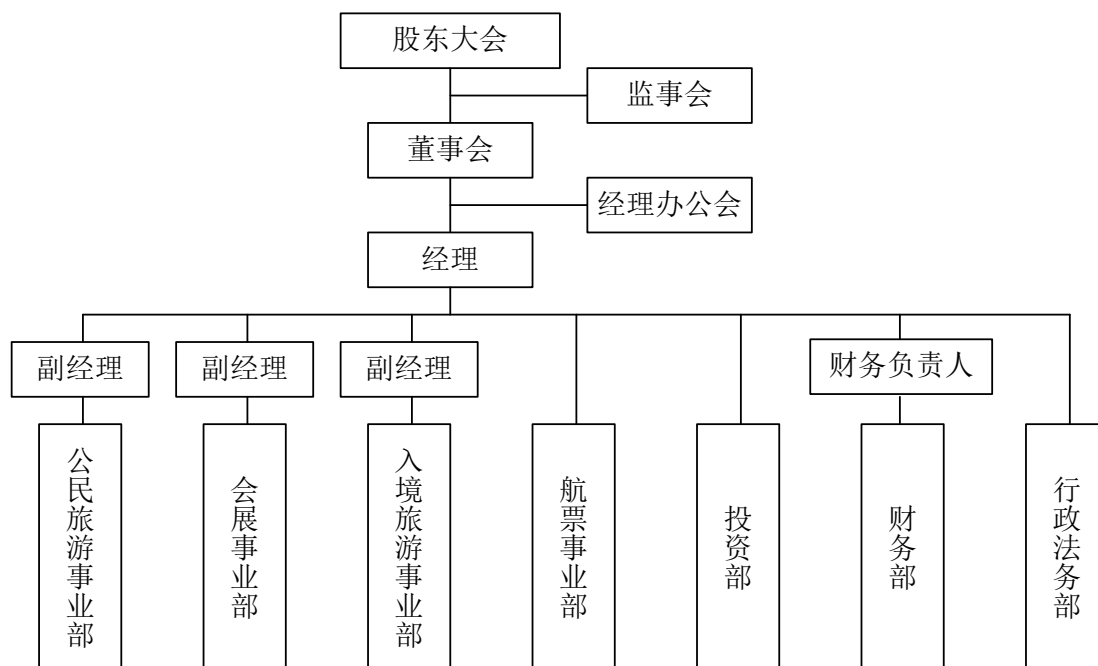 股东大会
监事会
董事会
经理办公会
经理
副经理
副经理
副经理
财务负责人
公民旅游事业部
会展事业部
入境旅游事业部
航票事业部
投资部
财务部
行政法务部